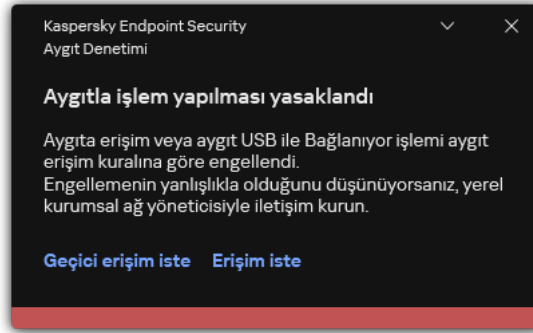 Kaspersky Endpoint Security
Aygıt Denetimi
Aygıtla işlem yapılması yasaklandı
Aygıta erişim veya aygıt USB ile Bağlanıyor işlemi aygıt
erişim kuralına göre engellendi.
Engellemenin yanlışlıkla olduğunu düşünüyorsanız, yerel
kurumsal ağ yöneticisiyle iletişim kurun.
Geçici erişim iste Erişim iste